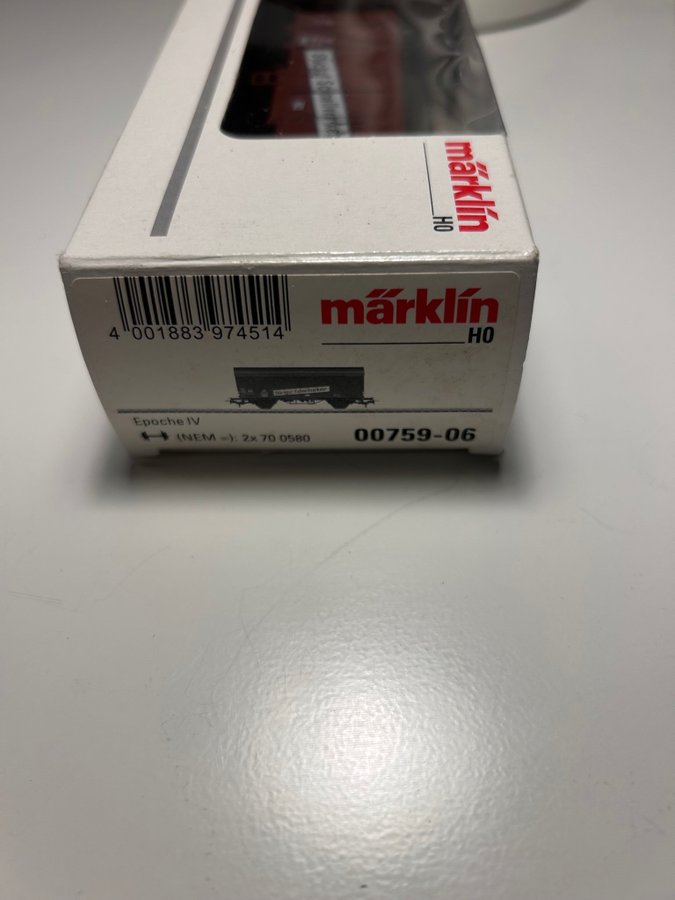 märklin
H0
4 001883 974514
märklin
H0
Epoche IV
(NEM =): 2x 70 0580
00759-06